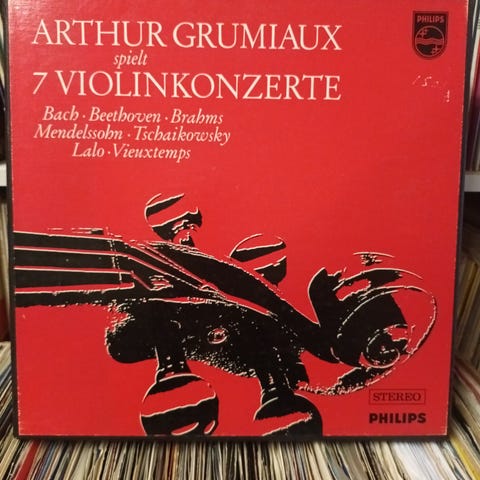 ARTHUR GRUMIAUX
PHILIPS
spielt
7 VIOLINKONZERTE
Bach · Beethoven · Brahms
Mendelssohn · Tschaikowsky
Lalo · Vieuxtemps
STEREO
PHILIPS